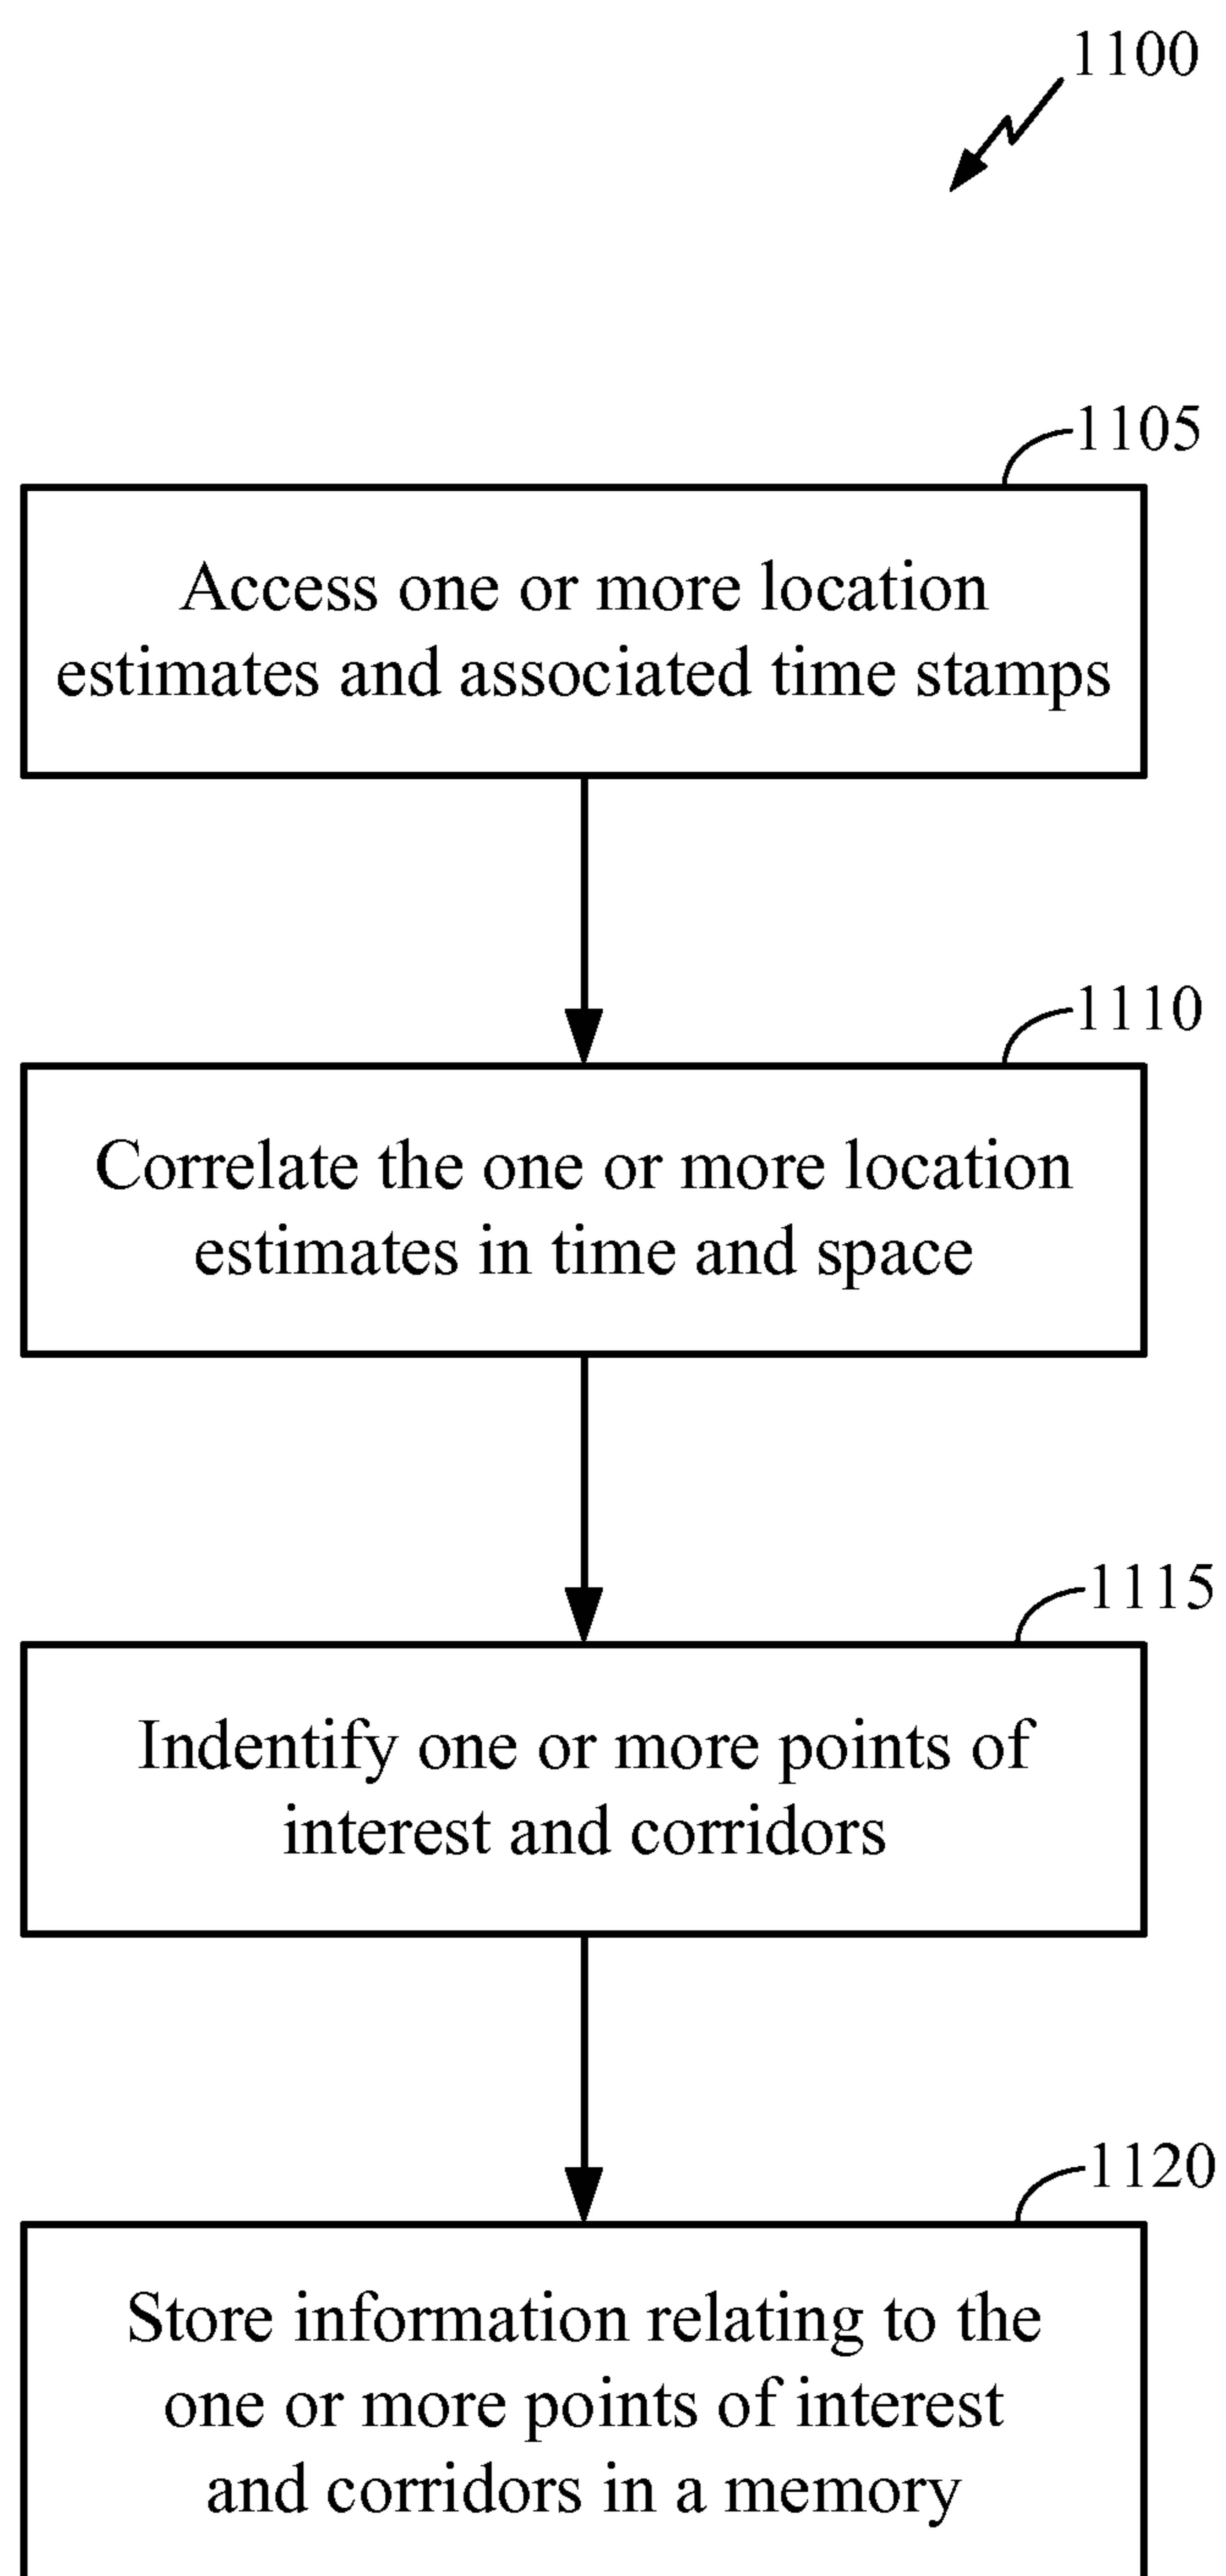 1100
1105
Access one or more location
estimates and associated time stamps
1110
Correlate the one or more location
estimates in time and space
1115
Indentify one or more points of
interest and corridors
1120
Store information relating to the
one or more points of interest
and corridors in a memory